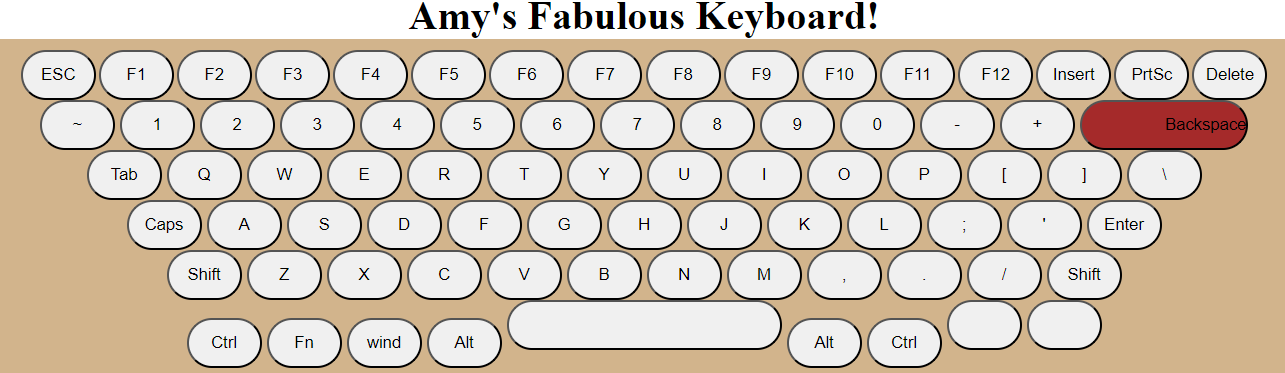 Amy's Fabulous Keyboard!
ESC F1 F2 F3 F4 F5 F6 F7 F8 F9 F10 F11 F12 Insert PrtSc Delete
~ 1 2 3 4 5 6 7 8 9 0 - + Backspace
Tab Q W E R T Y U I O P [ ] \
Caps A S D F G H J K L ; ' Enter
Shift Z X C V B N M , . / Shift
Ctrl Fn wind Alt Alt Ctrl